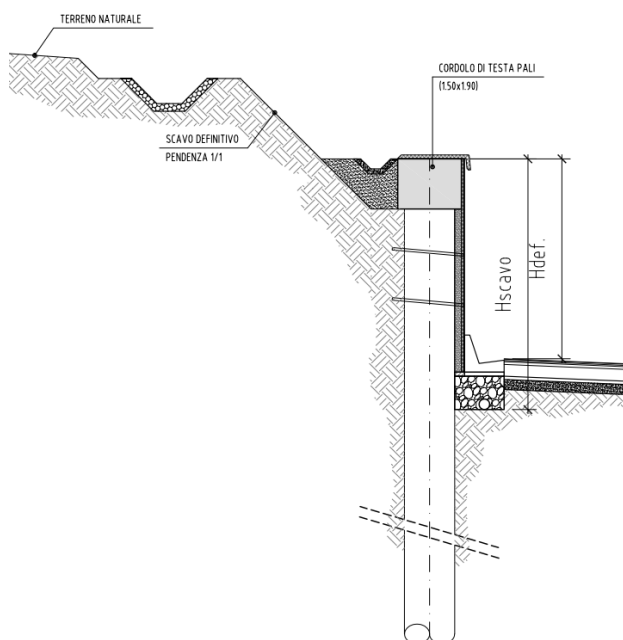 TERRENO NATURALE
CORDOLO DI TESTA PALI
(1.50x1.90)
SCAVO DEFINITIVO
PENDENZA 1/1
Hscavo
Hdef.